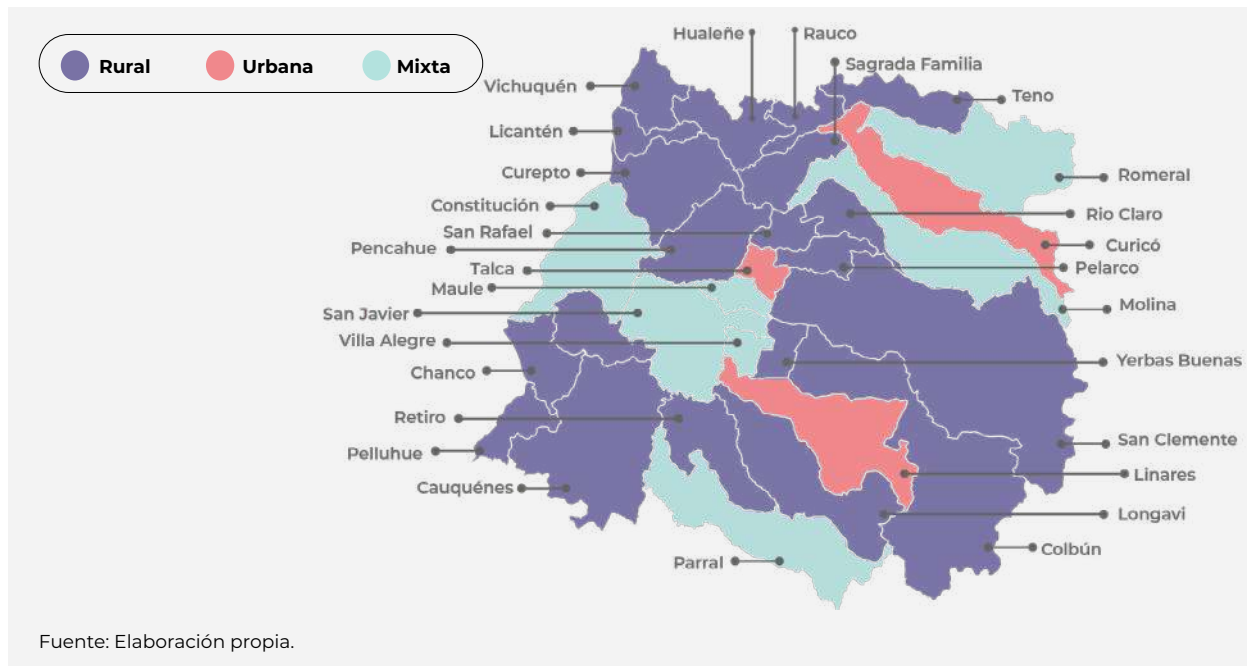 Rural
Urbana
Mixta
Hualeñe
Rauco
Sagrada Familia
Vichuquén
Teno
Licantén
Curepto
Romeral
Constitución
Rio Claro
San Rafael
Curicó
Pencahue
Pelarco
Talca
Maule
Molina
San Javier
Villa Alegre
Yerbas Buenas
Chanco
Retiro
San Clemente
Pelluhue
Linares
Cauquénes
Longavi
Colbún
Parral
Fuente: Elaboración propia.